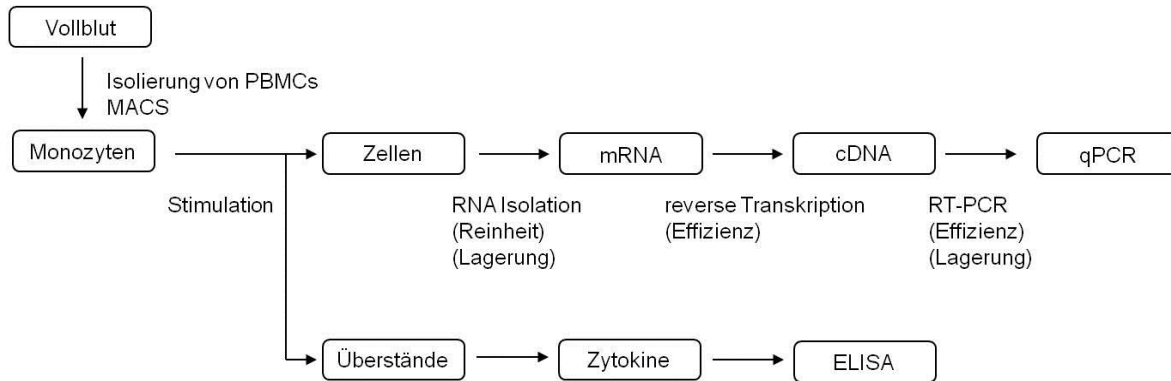 Vollblut
Isolierung von PBMCs
MACS
Monozyten
Zellen
mRNA
cDNA
qPCR
Stimulation
RNA Isolation
(Reinheit)
(Lagerung)
reverse Transkription
(Effizienz)
RT-PCR
(Effizienz)
(Lagerung)
Überstände
Zytokine
ELISA